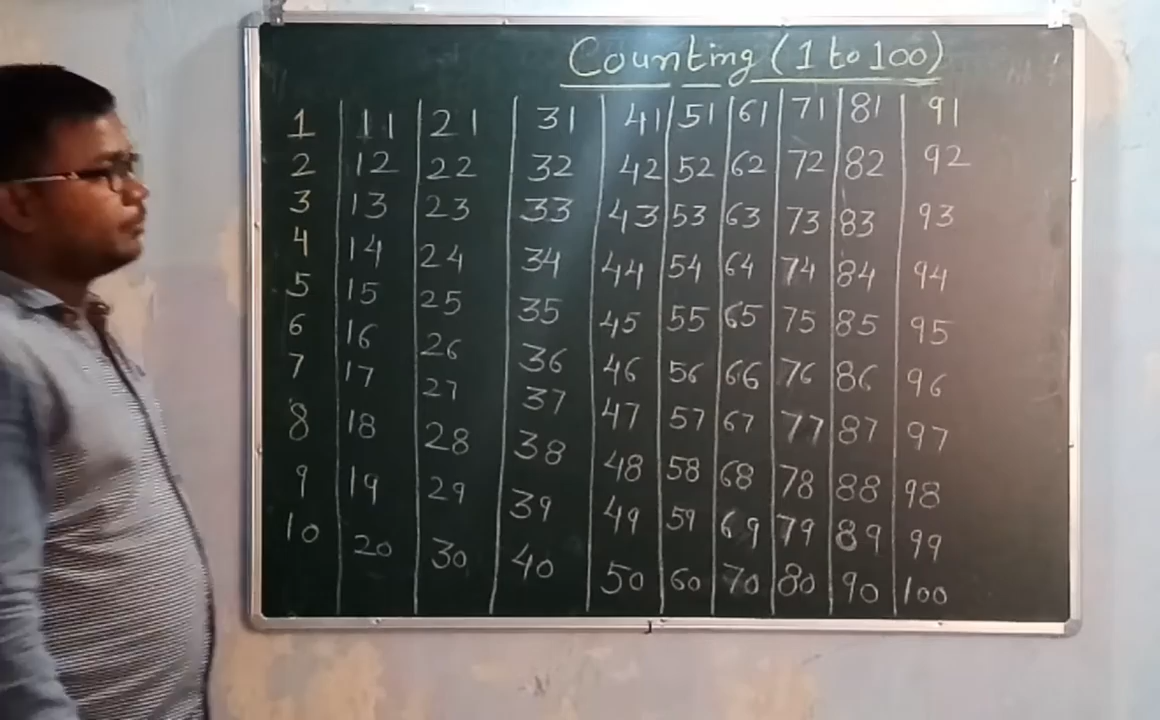 Counting (1 to 100)
1 11 21 31 41 51 61 71 81 91
2 12 22 32 42 52 62 72 82 92
3 13 23 33 43 53 63 73 83 93
4 14 24 34 44 54 64 74 84 94
5 15 25 35 45 55 65 75 85 95
6 16 26 36 46 56 66 76 86 96
7 17 27 37 47 57 67 77 87 97
8 18 28 38 48 58 68 78 88 98
9 19 29 39 49 59 69 79 89 99
10 20 30 40 50 60 70 80 90 100